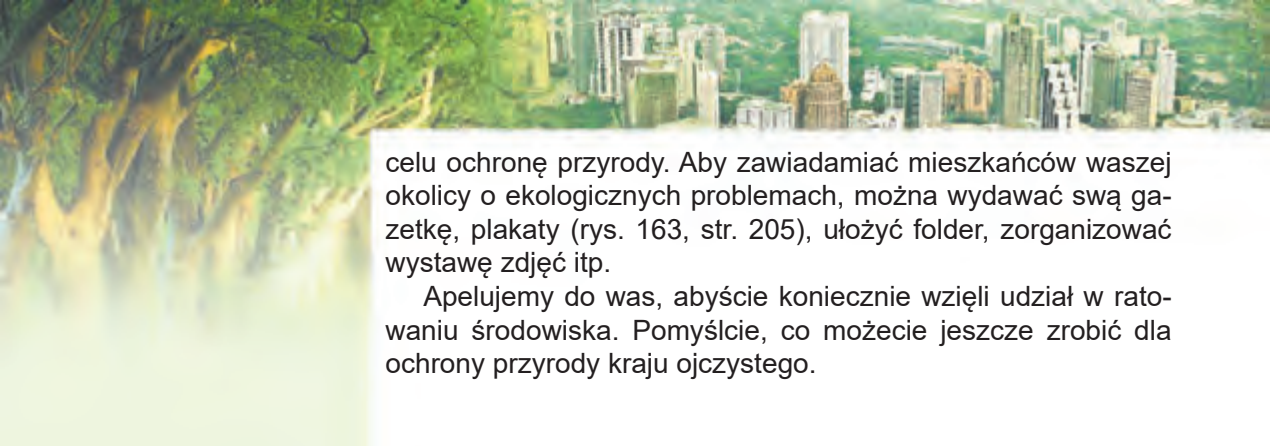 celu ochronę przyrody. Aby zawiadamiać mieszkańców waszej
okolicy o ekologicznych problemach, można wydawać swą ga-
zetkę, plakaty (rys. 163, str. 205), ułożyć folder, zorganizować
wystawę zdjęć itp.
Apelujemy do was, abyście koniecznie wzięli udział w rato-
waniu środowiska. Pomyślcie, co możecie jeszcze zrobić dla
ochrony przyrody kraju ojczystego.